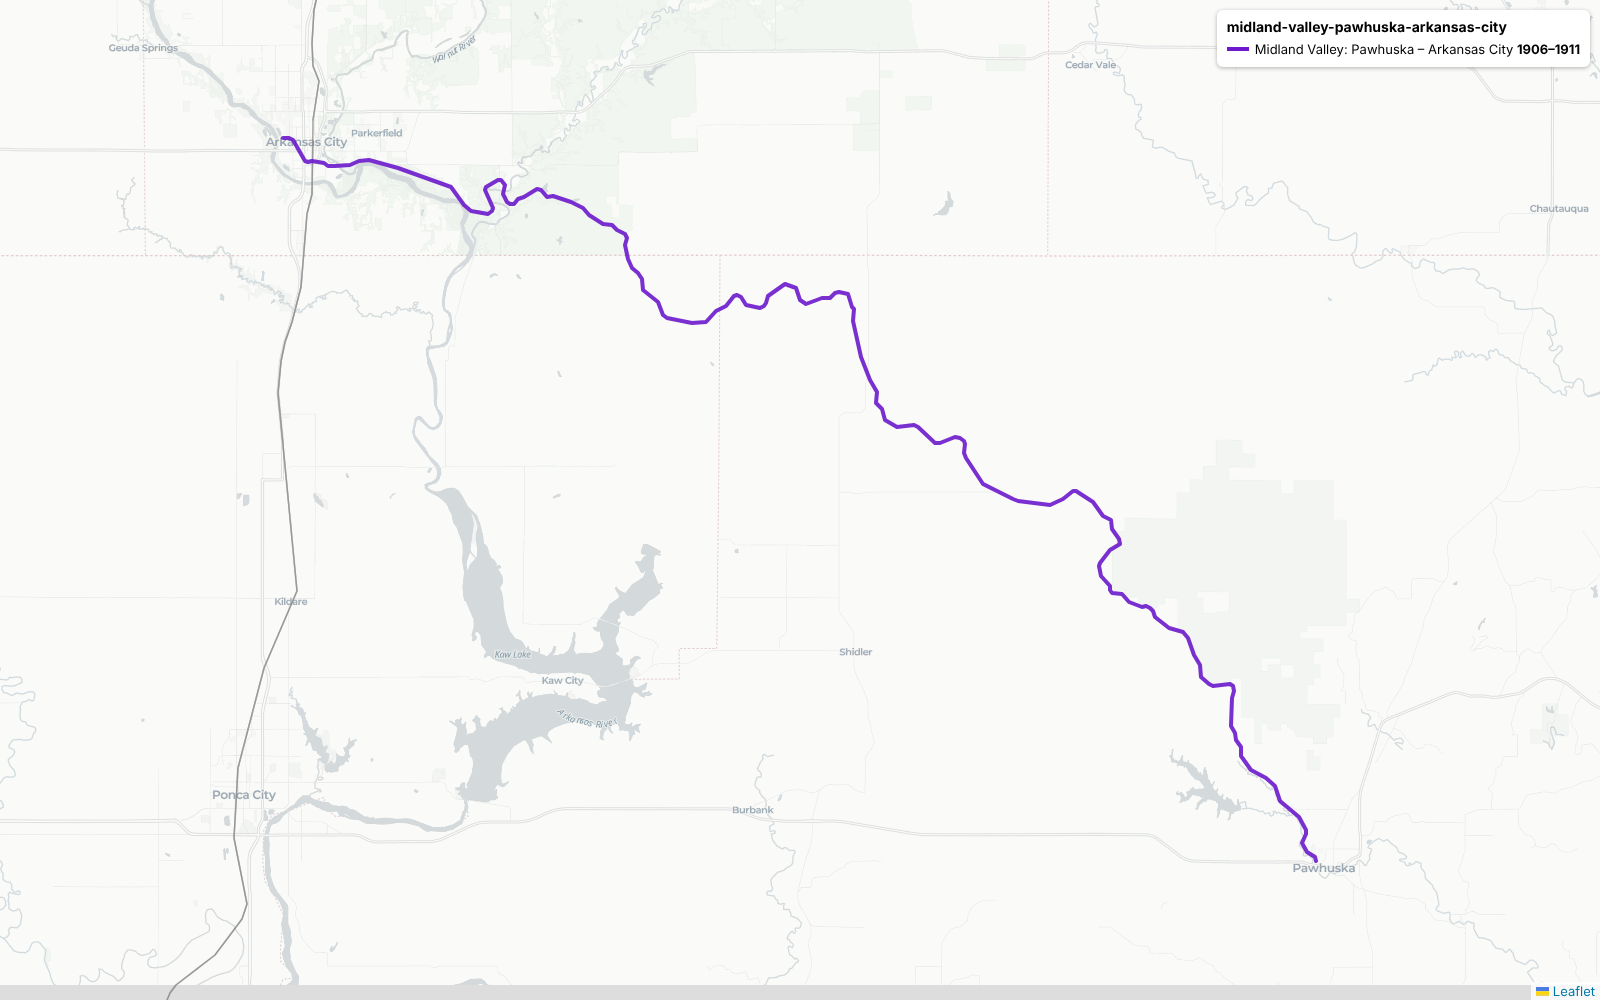 midland-valley-pawhuska-arkansas-city
Midland Valley: Pawhuska – Arkansas City 1906–1911
Geuda Springs
Walnut River
Cedar Vale
Parkerfield
Arkansas City
Chautauqua
Kildare
Kaw Lake
Shidler
Kaw City
Arkansas River
Ponca City
Burbank
Pawhuska
Leaflet